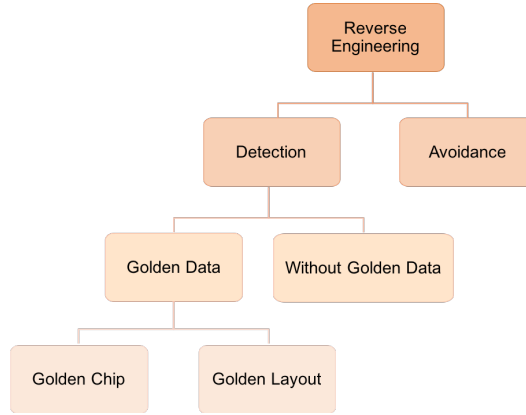 Reverse
Engineering
Detection
Avoidance
Golden Data
Without Golden Data
Golden Chip
Golden Layout